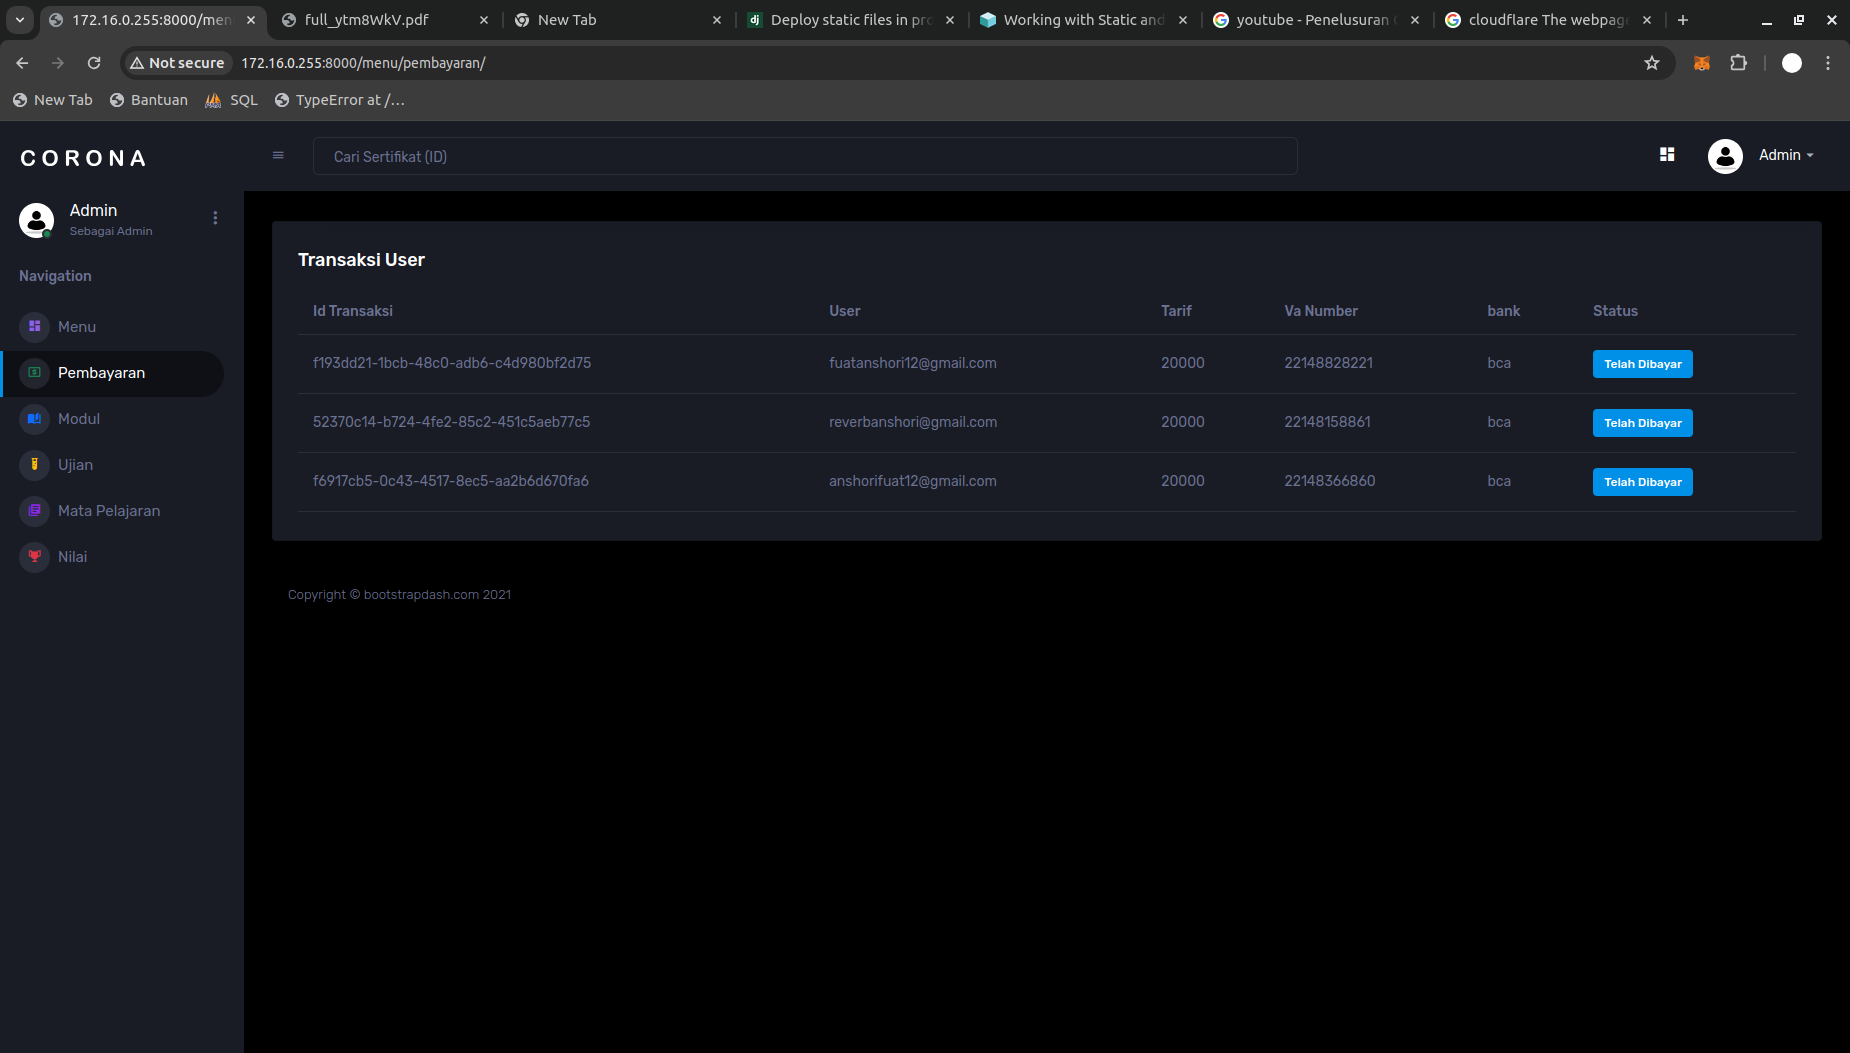 172.16.0.255:8000/men
full_ytm8WkV.pdf
New Tab
dj
Deploy static files in pro
Working with Static and
youtube - Penelusuran
cloudflare The webpage
Not secure
172.16.0.255:8000/menu/pembayaran/
New Tab
Bantuan
SQL
TypeError at /...
CORONA
Cari Sertifikat (ID)
Admin
Admin
Sebagai Admin
Navigation
Menu
Pembayaran
Modul
Ujian
Mata Pelajaran
Nilai
Transaksi User
Id Transaksi User Tarif Va Number bank Status
f193dd21-1bcb-48c0-adb6-c4d980bf2d75 fuatanshori12@gmail.com 20000 22148828221 bca Telah Dibayar
52370c14-b724-4fe2-85c2-451c5aeb77c5 reverbanshori@gmail.com 20000 22148158861 bca Telah Dibayar
f6917cb5-0c43-4517-8ec5-aa2b6d670fa6 anshorifuat12@gmail.com 20000 22148366860 bca Telah Dibayar
Copyright © bootstrapdash.com 2021